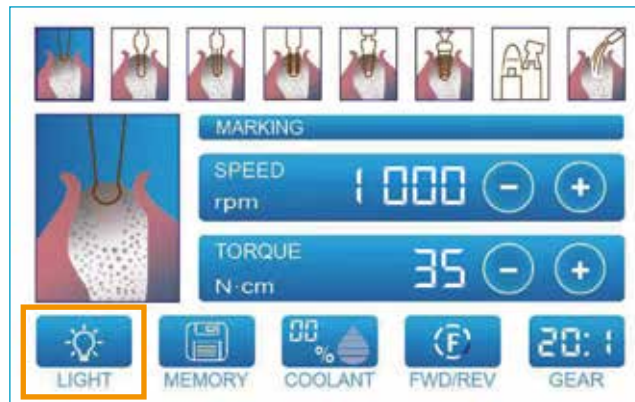 MARKING
SPEED
rpm
1000
TORQUE
N·cm
35
00
%
F
20:1
LIGHT
MEMORY
COOLANT
FWD/REV
GEAR